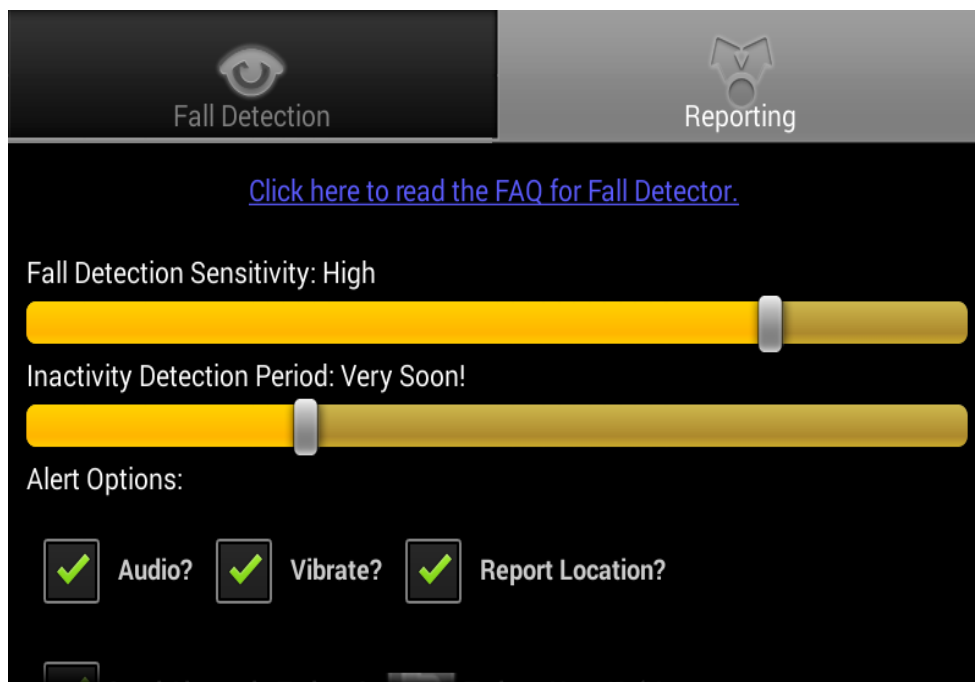 Fall Detection
Reporting
Click here to read the FAQ for Fall Detector.
Fall Detection Sensitivity: High
Inactivity Detection Period: Very Soon!
Alert Options:
Audio? Vibrate? Report Location?